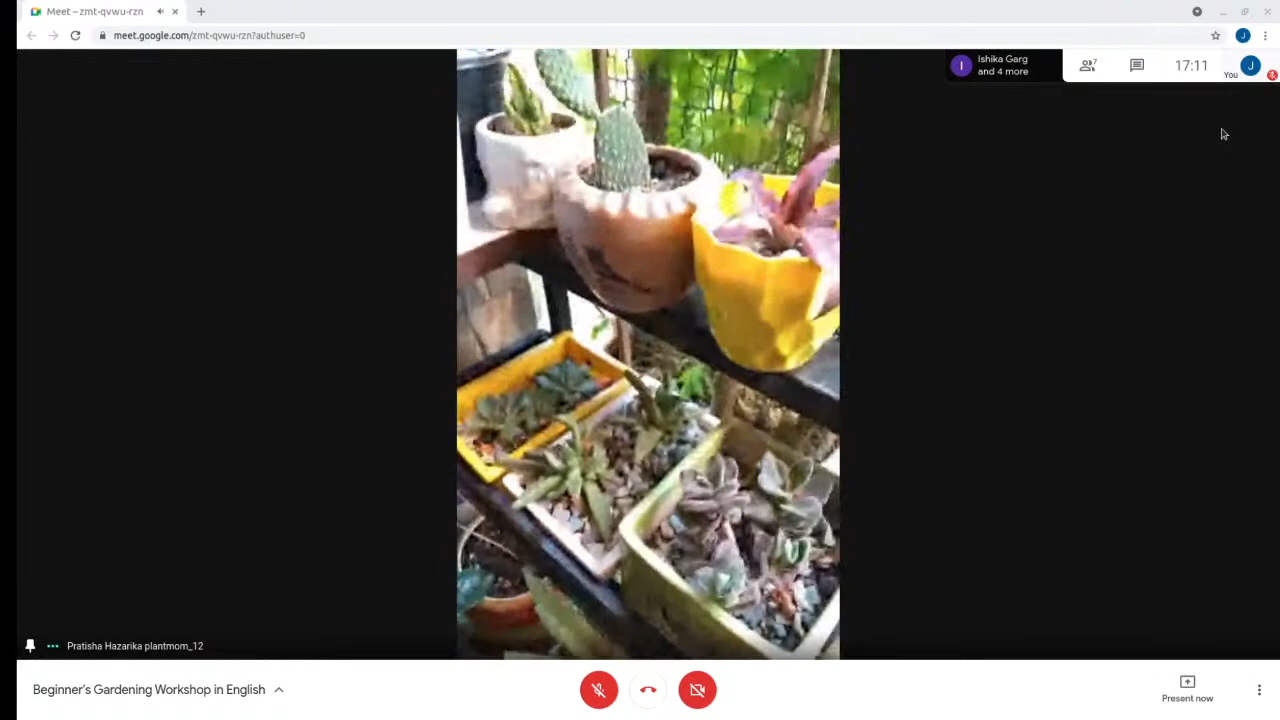 Meet – zmt-qvwu-rzn
meet.google.com/zmt-qvwu-rzn?authuser=0
J
I
Ishika Garg
and 4 more
7
17:11
You
J
Pratisha Hazarika plantmom_12
Beginner's Gardening Workshop in English
Present now